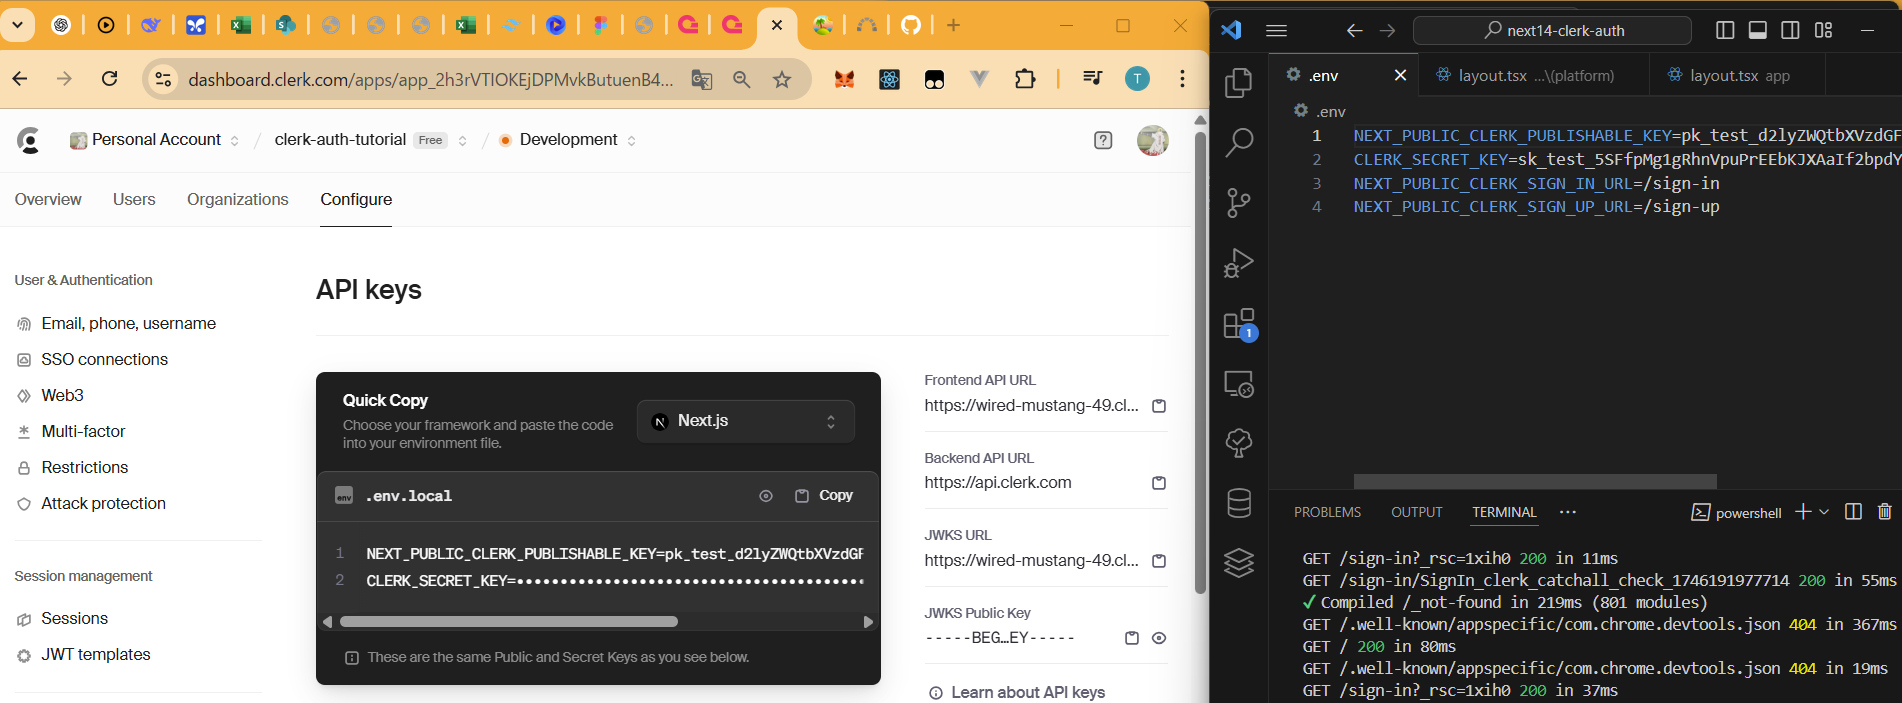 dashboard.clerk.com/apps/app_2h3rVTIOKEjDPMvkButuenB4...
T
Personal Account / clerk-auth-tutorial Free / Development
Overview Users Organizations Configure
User & Authentication
Email, phone, username
SSO connections
Web3
Multi-factor
Restrictions
Attack protection
Session management
Sessions
JWT templates
API keys
Quick Copy
Choose your framework and paste the code
into your environment file.
Next.js
.env.local
Copy
1 NEXT_PUBLIC_CLERK_PUBLISHABLE_KEY=pk_test_d2lyZWQtbXVzdGF
2 CLERK_SECRET_KEY=••••••••••••••••••••••••••••••••••••••••
These are the same Public and Secret Keys as you see below.
Frontend API URL
https://wired-mustang-49.cl...
Backend API URL
https://api.clerk.com
JWKS URL
https://wired-mustang-49.cl...
JWKS Public Key
-----BEG...EY-----
Learn about API keys
next14-clerk-auth
.env
layout.tsx ...\(platform)
layout.tsx app
.env
1 NEXT_PUBLIC_CLERK_PUBLISHABLE_KEY=pk_test_d2lyZWQtbXVzdGF
2 CLERK_SECRET_KEY=sk_test_5SFfpMg1gRhnVpuPrEEbKJXAaIf2bpdY
3 NEXT_PUBLIC_CLERK_SIGN_IN_URL=/sign-in
4 NEXT_PUBLIC_CLERK_SIGN_UP_URL=/sign-up
1
PROBLEMS OUTPUT TERMINAL ... powershell
GET /sign-in?_rsc=1xih0 200 in 11ms
GET /sign-in/SignIn_clerk_catchall_check_1746191977714 200 in 55ms
✓ Compiled /_not-found in 219ms (801 modules)
GET /.well-known/appspecific/com.chrome.devtools.json 404 in 367ms
GET / 200 in 80ms
GET /.well-known/appspecific/com.chrome.devtools.json 404 in 19ms
GET /sign-in?_rsc=1xih0 200 in 37ms